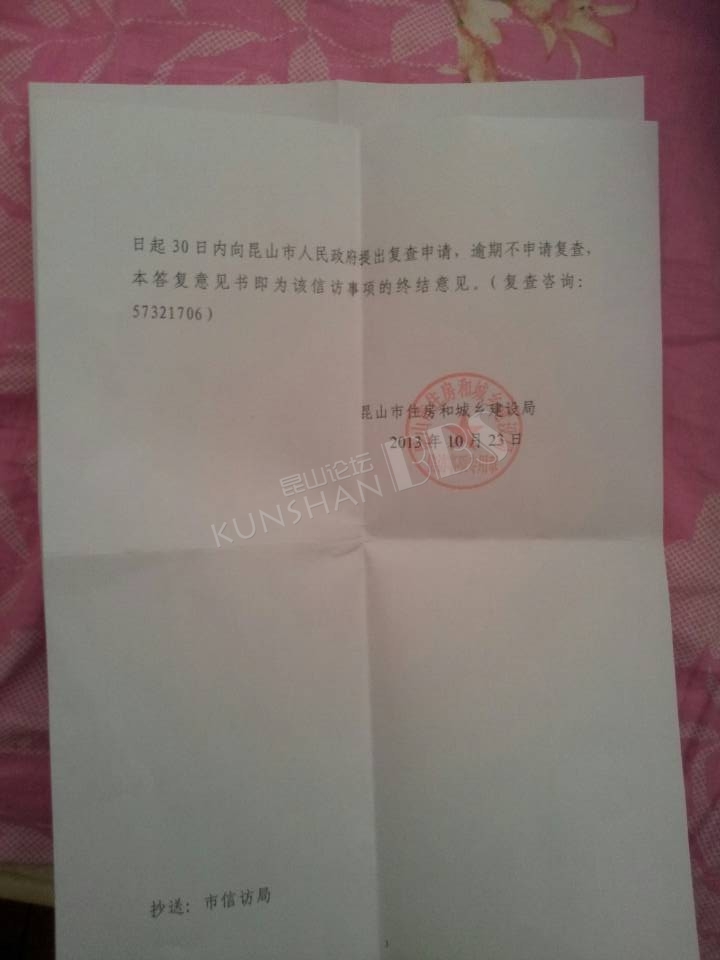 日起30日内向昆山市人民政府提出复查申请，逾期不申请复查，
本答复意见书即为该信访事项的终结意见。（复查咨询：
57321706）
昆山市住房和城乡建设局
2013年10月23日
昆山论坛
KUNSHAN BBS
抄送：市信访局
1